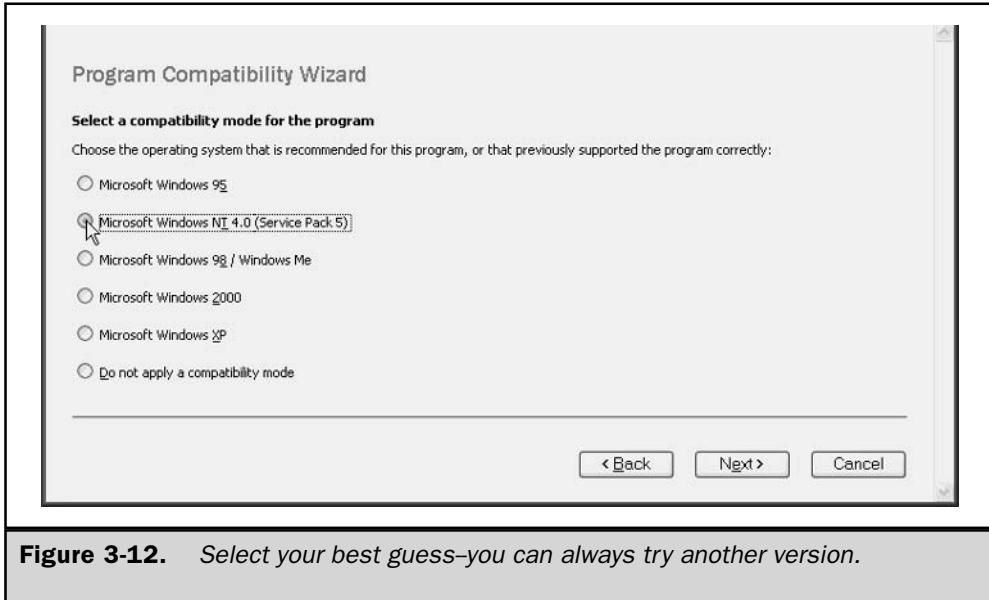 Program Compatibility Wizard
Select a compatibility mode for the program
Choose the operating system that is recommended for this program, or that previously supported the program correctly:
Microsoft Windows 95
Microsoft Windows NT 4.0 (Service Pack 5)
Microsoft Windows 98 / Windows Me
Microsoft Windows 2000
Microsoft Windows XP
Do not apply a compatibility mode
< Back
Next >
Cancel
Figure 3-12. Select your best guess–you can always try another version.